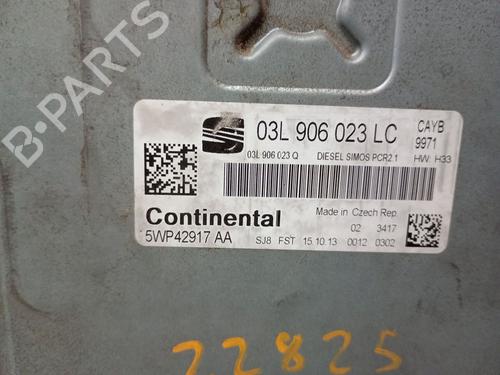 B-PARTS
03L 906 023 LC
CAYB
9971
03L 906 023 Q DIESEL SIMOS PCR2.1 HW: H33
Continental
Made in Czech Rep.
02 3417
5WP42917 AA
SJ8 FST 15.10.13 0012 0302
22825